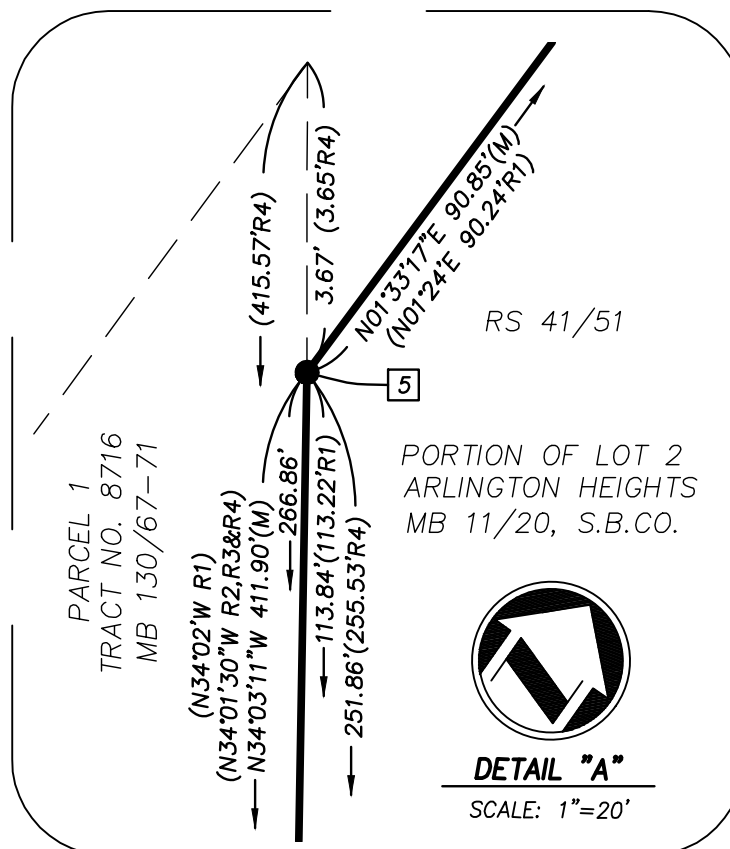 (415.57'R4)
3.67' (3.65'R4)
N01°33'17"E 90.85'(M)
(N01°24'E 90.24'R1)
RS 41/51
5
PARCEL 1
TRACT NO. 8716
MB 130/67-71
(N34°02'W R1)
(N34°01'30"W R2,R3&R4)
N34°03'11"W 411.90'(M)
266.86'
113.84'(113.22'R1)
251.86'(255.53'R4)
PORTION OF LOT 2
ARLINGTON HEIGHTS
MB 11/20, S.B.CO.
DETAIL "A"
SCALE: 1"=20'